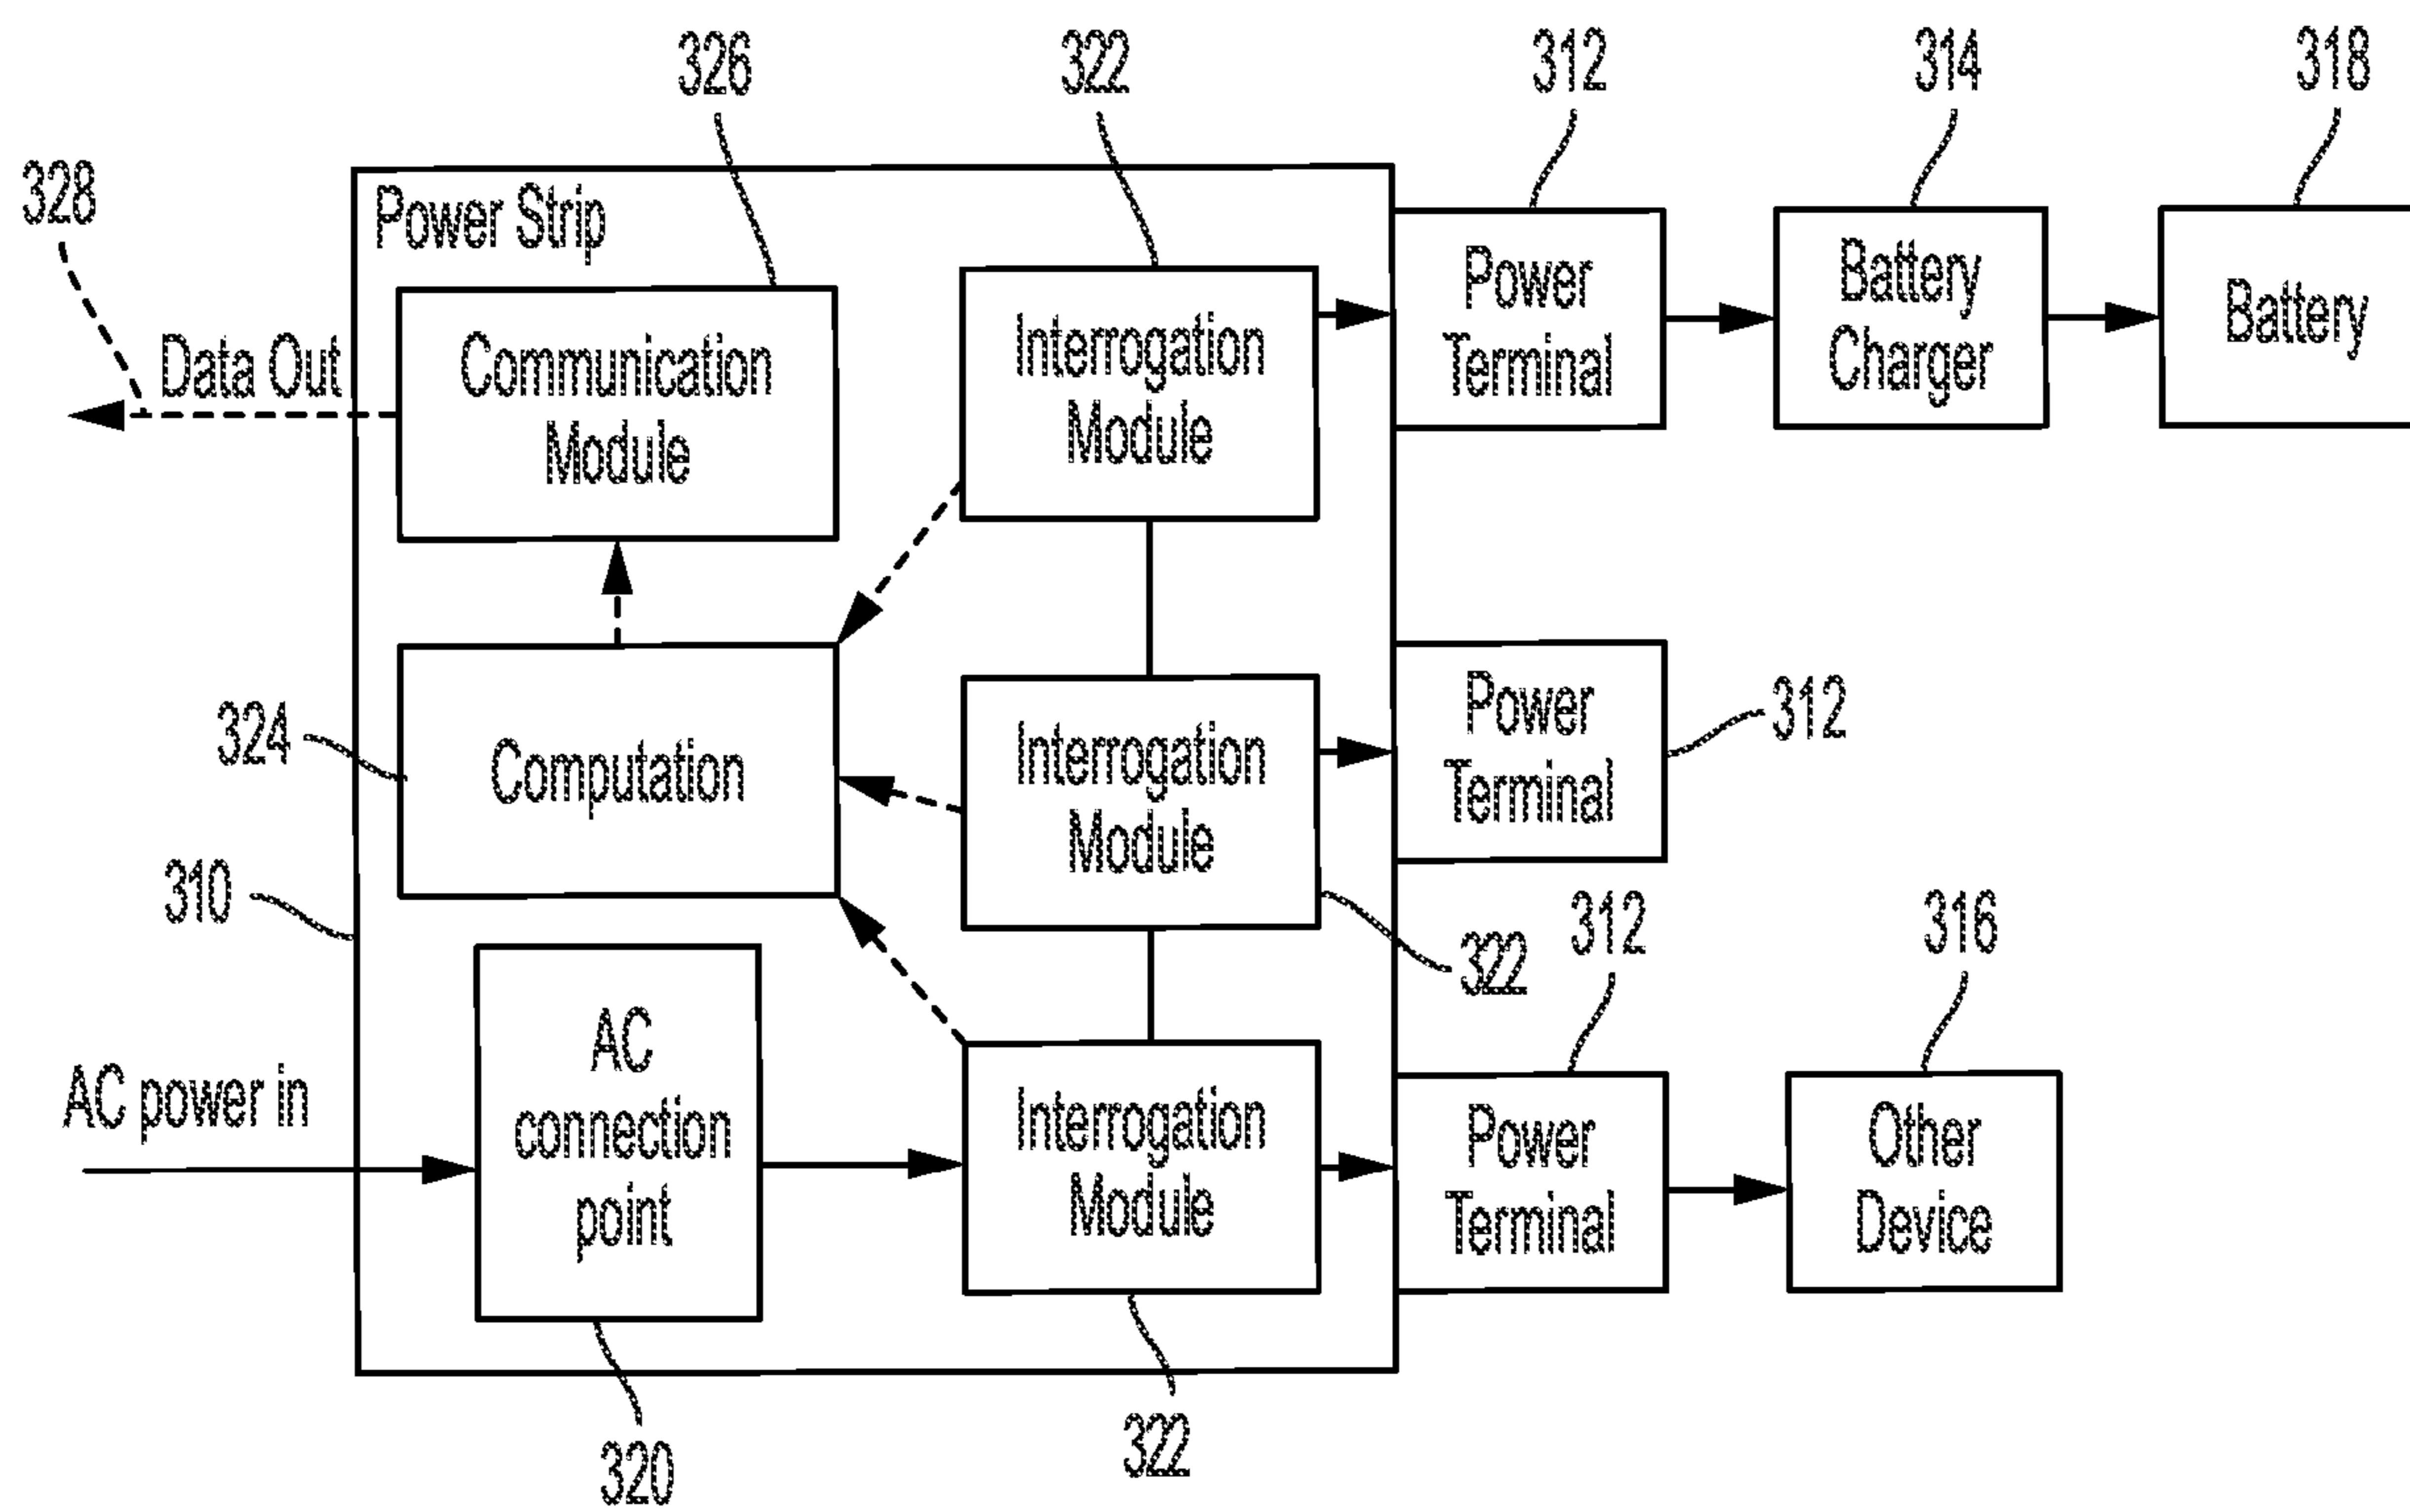 326
322
312
314
318
328
Power Strip
Data Out
Communication
Module
Interrogation
Module
Power
Terminal
Battery
Charger
Battery
324
Computation
Interrogation
Module
Power
Terminal
312
310
322
312
316
AC power in
AC
connection
point
Interrogation
Module
Power
Terminal
Other
Device
320
322